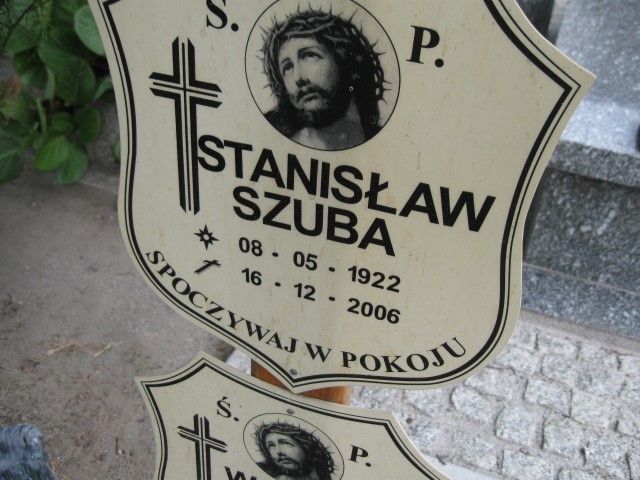 Ś. P.
STANISŁAW
SZUBA
08 · 05 · 1922
16 · 12 · 2006
SPOCZYWAJ W POKOJU
Ś. P.